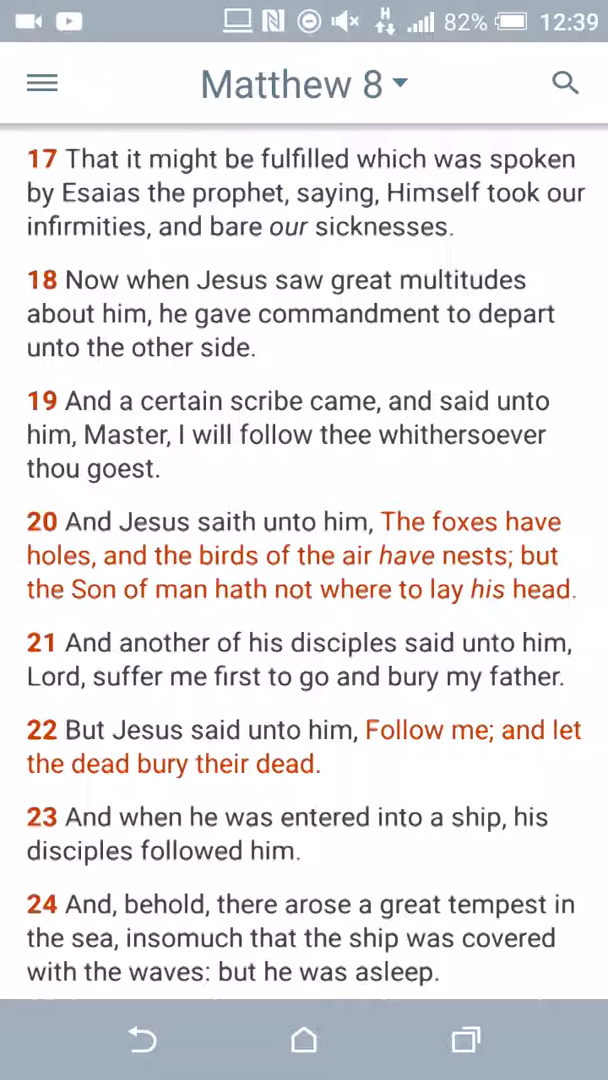 H 82% 12:39
Matthew 8
17 That it might be fulfilled which was spoken
by Esaias the prophet, saying, Himself took our
infirmities, and bare our sicknesses.
18 Now when Jesus saw great multitudes
about him, he gave commandment to depart
unto the other side.
19 And a certain scribe came, and said unto
him, Master, I will follow thee whithersoever
thou goest.
20 And Jesus saith unto him, The foxes have
holes, and the birds of the air have nests; but
the Son of man hath not where to lay his head.
21 And another of his disciples said unto him,
Lord, suffer me first to go and bury my father.
22 But Jesus said unto him, Follow me; and let
the dead bury their dead.
23 And when he was entered into a ship, his
disciples followed him.
24 And, behold, there arose a great tempest in
the sea, insomuch that the ship was covered
with the waves: but he was asleep.